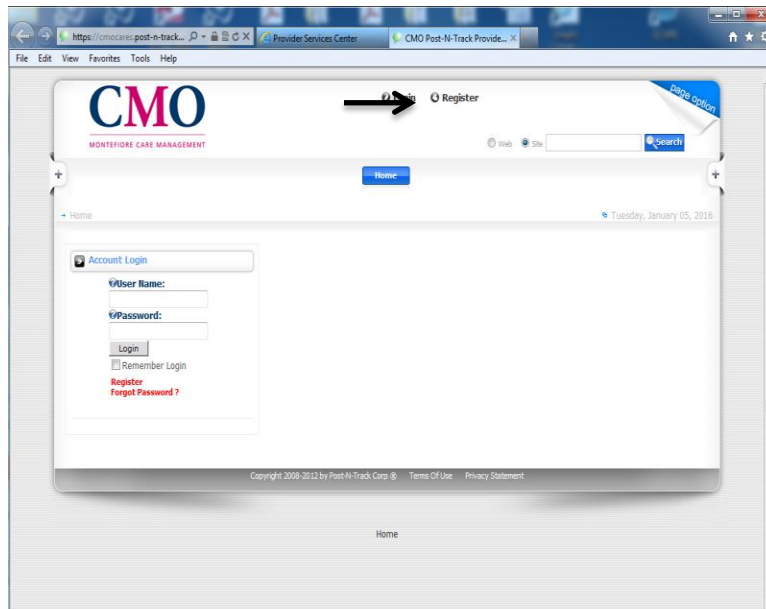 https://cmocares.post-n-track...
Provider Services Center
CMO Post-N-Track Provide...
File Edit View Favorites Tools Help
CMO
MONTEFIORE CARE MANAGEMENT
Login Register
page option
Web Site Search
Home
Home
Tuesday, January 05, 2016
Account Login
User Name:
Password:
Login
Remember Login
Register
Forgot Password ?
Copyright 2008-2012 by Post-N-Track Corp ® Terms Of Use Privacy Statement
Home